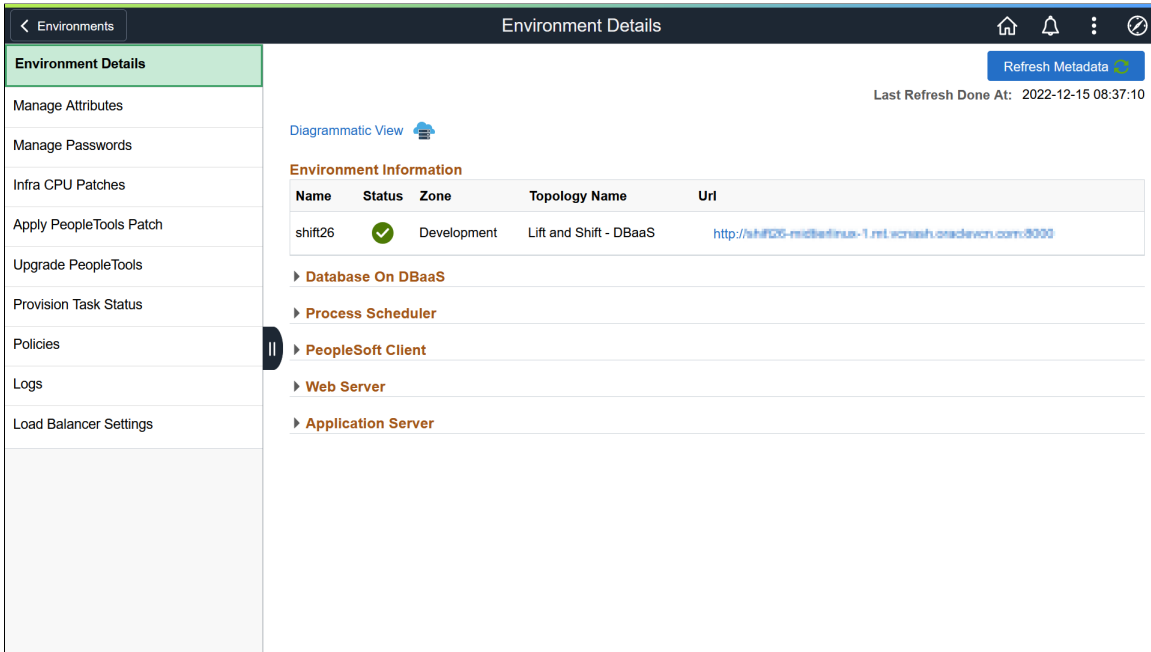 Environments
Environment Details
Environment Details
Manage Attributes
Manage Passwords
Infra CPU Patches
Apply PeopleTools Patch
Upgrade PeopleTools
Provision Task Status
Policies
Logs
Load Balancer Settings
Refresh Metadata
Last Refresh Done At: 2022-12-15 08:37:10
Diagrammatic View
Environment Information
Name Status Zone Topology Name Url
shift26 Development Lift and Shift - DBaaS http://
Database On DBaaS
Process Scheduler
PeopleSoft Client
Web Server
Application Server